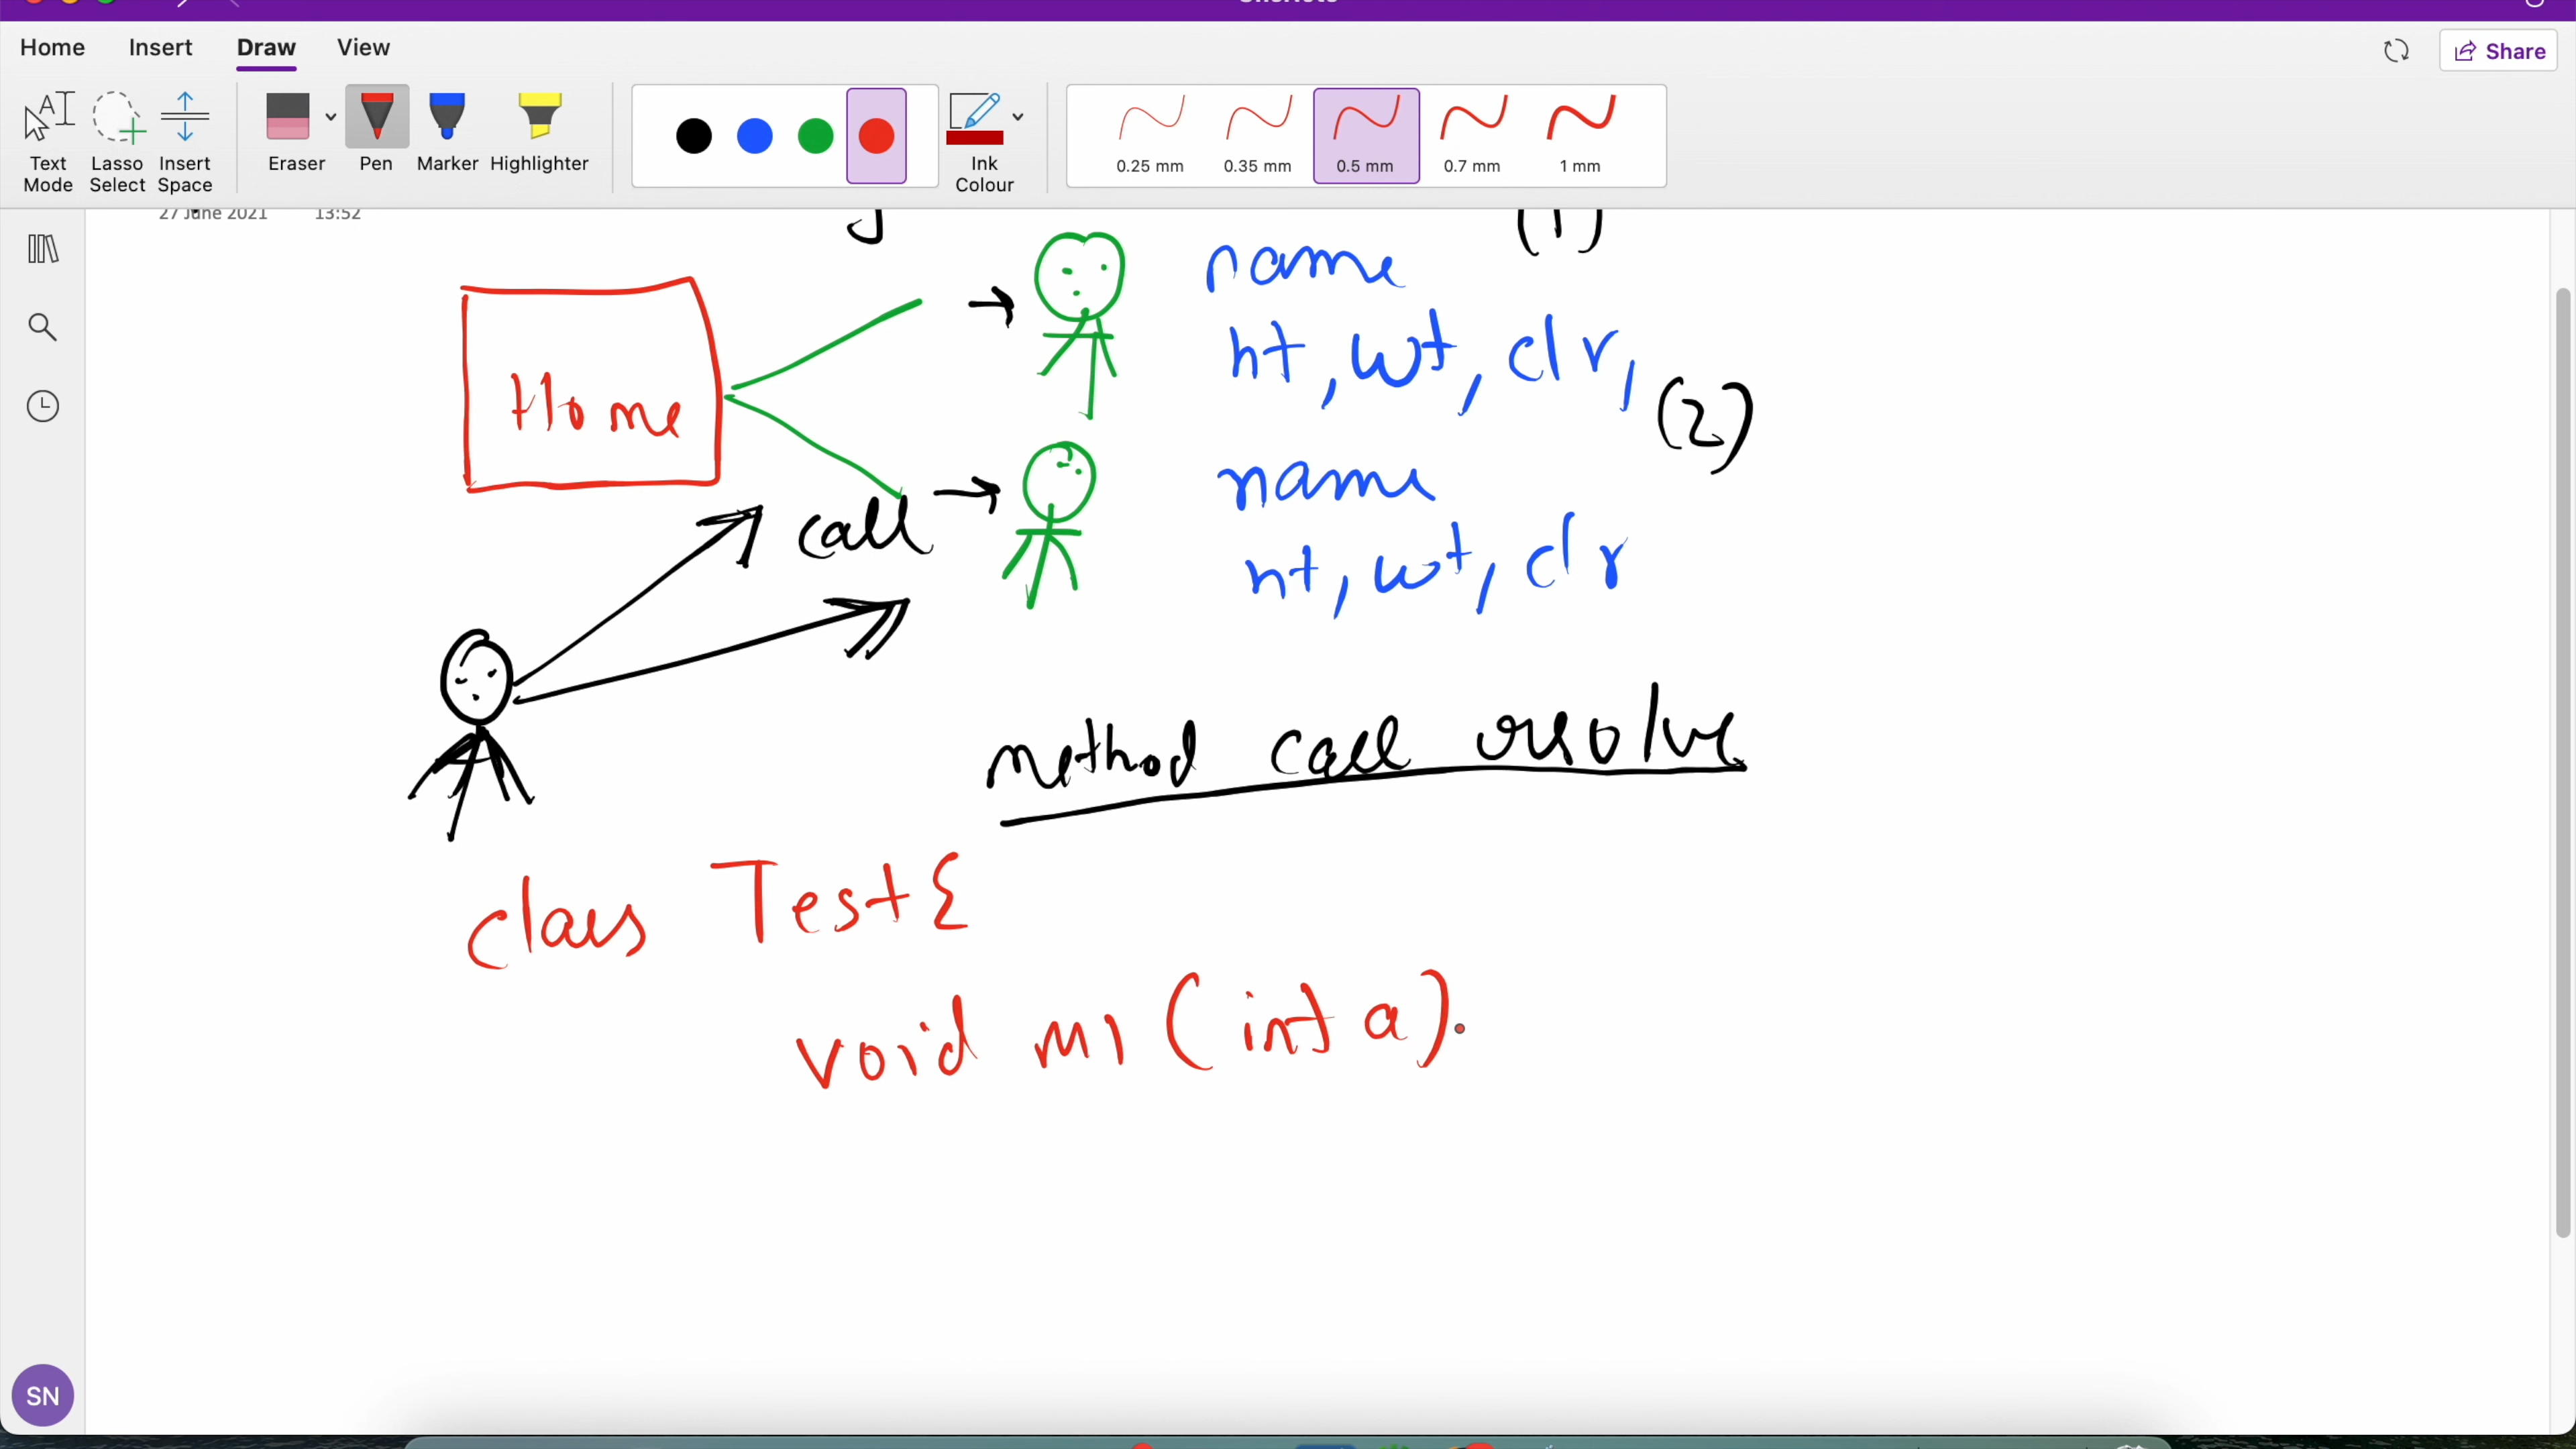 Home Insert Draw View Share
Text Mode
Lasso Select
Insert Space
Eraser Pen Marker Highlighter
Ink Colour
0.25 mm 0.35 mm 0.5 mm 0.7 mm 1 mm
27 June 2021 13:52
(1)
name
ht, wt, clr,
(2)
Home
name
call
ht, wt, clr
method call resolve
class Test{
void m1 (int a)
SN